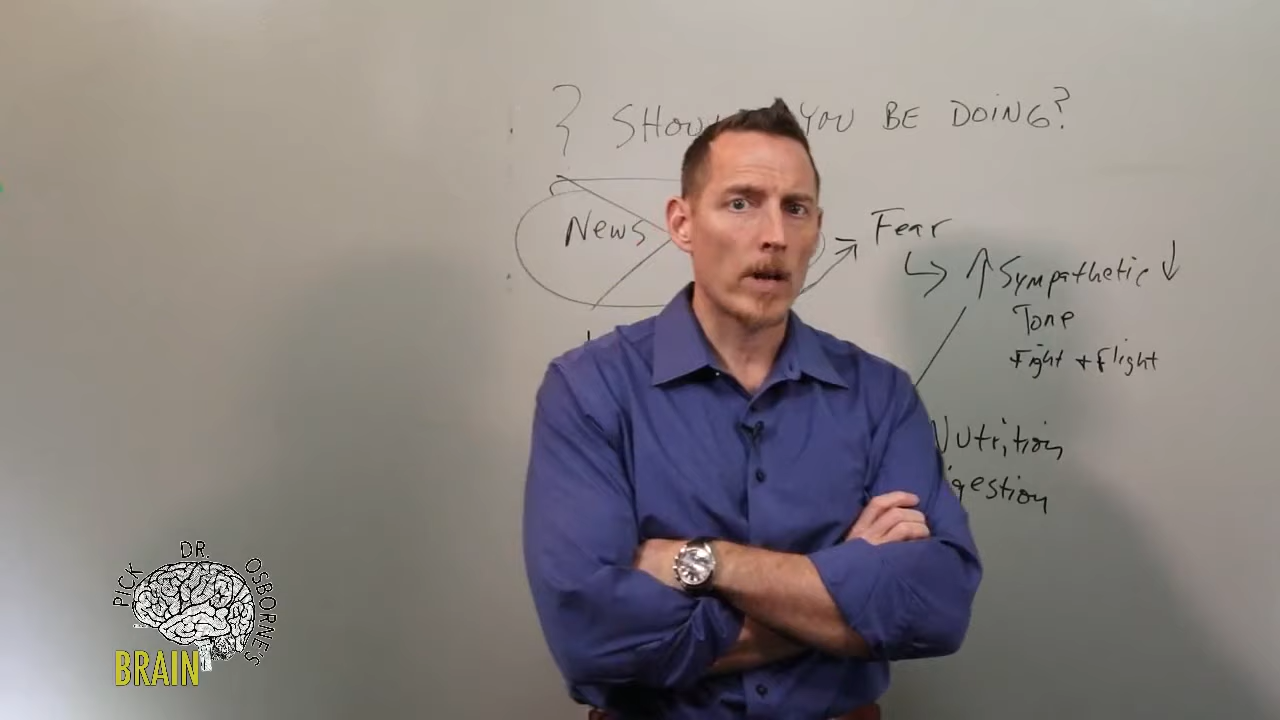 ? SHOU YOU BE DOING?
News
Fear
↳ ↑ Sympathetic ↓
Tone
Fight + Flight
Nutrition
igestion
PICK DR. OSBORNE'S
BRAIN